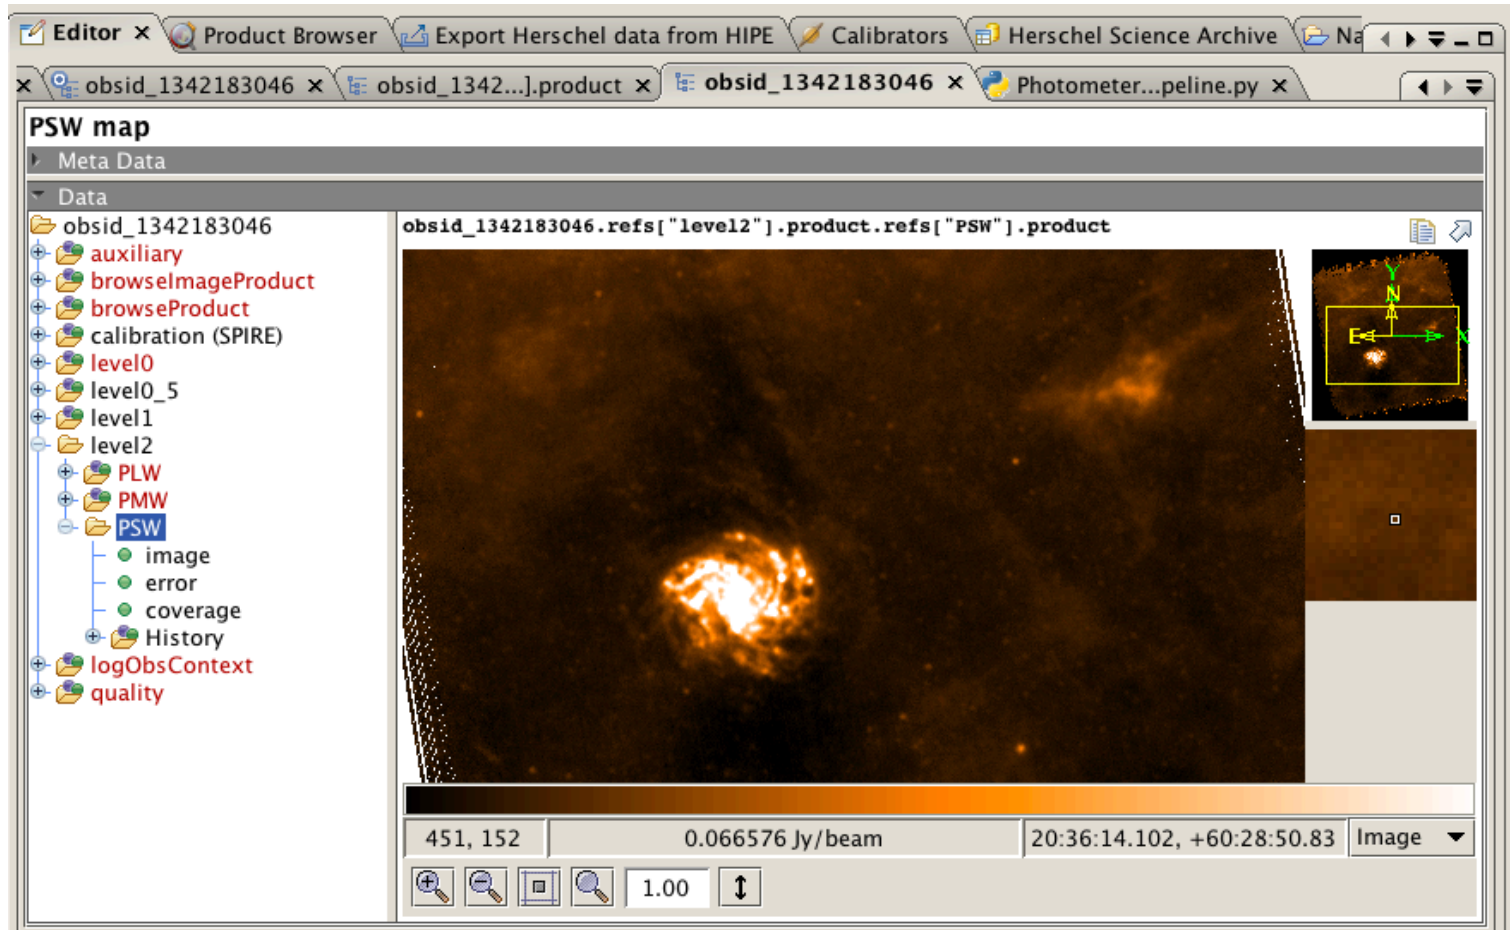 Editor Product Browser Export Herschel data from HIPE Calibrators Herschel Science Archive Na
obsid_1342183046 obsid_1342...].product obsid_1342183046 Photometer...peline.py
PSW map
Meta Data
Data
obsid_1342183046
auxiliary
browseImageProduct
browseProduct
calibration (SPIRE)
level0
level0_5
level1
level2
PLW
PMW
PSW
image
error
coverage
History
logObsContext
quality
obsid_1342183046.refs["level2"].product.refs["PSW"].product
Y
N
E X
451, 152 0.066576 Jy/beam 20:36:14.102, +60:28:50.83 Image
1.00